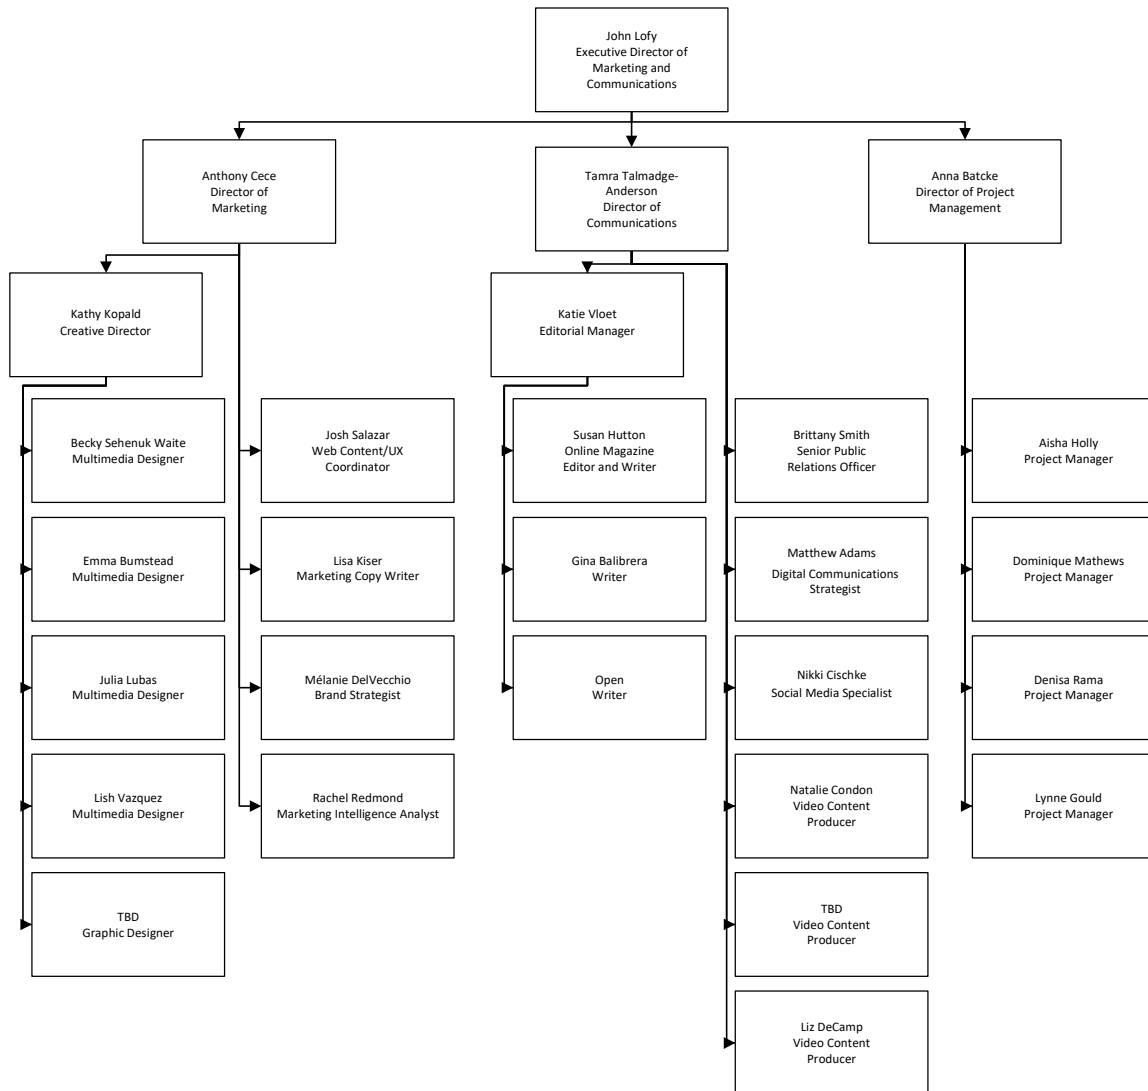 John Lofy
Executive Director of
Marketing and
Communications
Anthony Cece
Director of
Marketing
Tamra Talmadge-
Anderson
Director of
Communications
Anna Batcke
Director of Project
Management
Kathy Kopald
Creative Director
Katie Vloet
Editorial Manager
Becky Sehenuk Waite
Multimedia Designer
Josh Salazar
Web Content/UX
Coordinator
Susan Hutton
Online Magazine
Editor and Writer
Brittany Smith
Senior Public
Relations Officer
Aisha Holly
Project Manager
Emma Bumstead
Multimedia Designer
Lisa Kiser
Marketing Copy Writer
Gina Balibrera
Writer
Matthew Adams
Digital Communications
Strategist
Dominique Mathews
Project Manager
Julia Lubas
Multimedia Designer
Mélanie DelVecchio
Brand Strategist
Open
Writer
Nikki Cischke
Social Media Specialist
Denisa Rama
Project Manager
Lish Vazquez
Multimedia Designer
Rachel Redmond
Marketing Intelligence Analyst
Natalie Condon
Video Content
Producer
Lynne Gould
Project Manager
TBD
Graphic Designer
TBD
Video Content
Producer
Liz DeCamp
Video Content
Producer